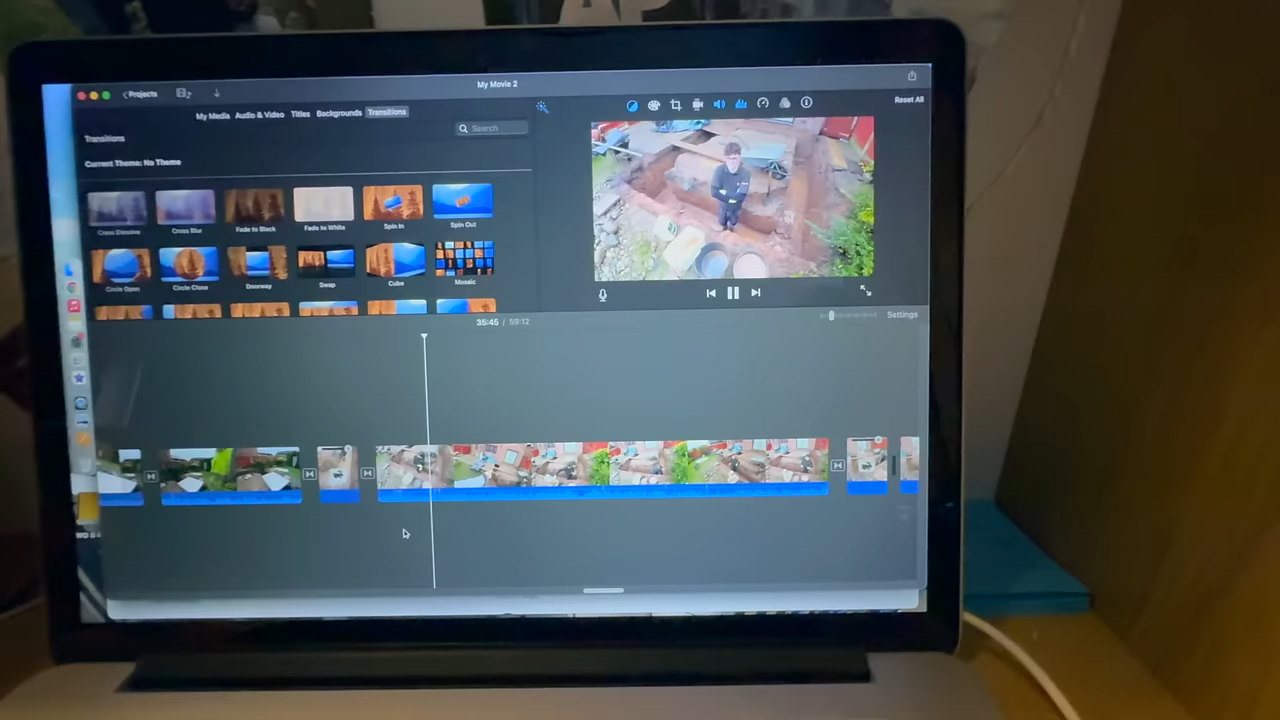 My Movie 2
Projects
My Media Audio & Video Titles Backgrounds Transitions
Reset All
Transitions
Search
Current Theme: No Theme
Cross Dissolve Cross Blur Fade to Black Fade to White Spin In Spin Out
Circle Open Circle Close Doorway Swap Cube Mosaic
35:45 / 59:12
Settings